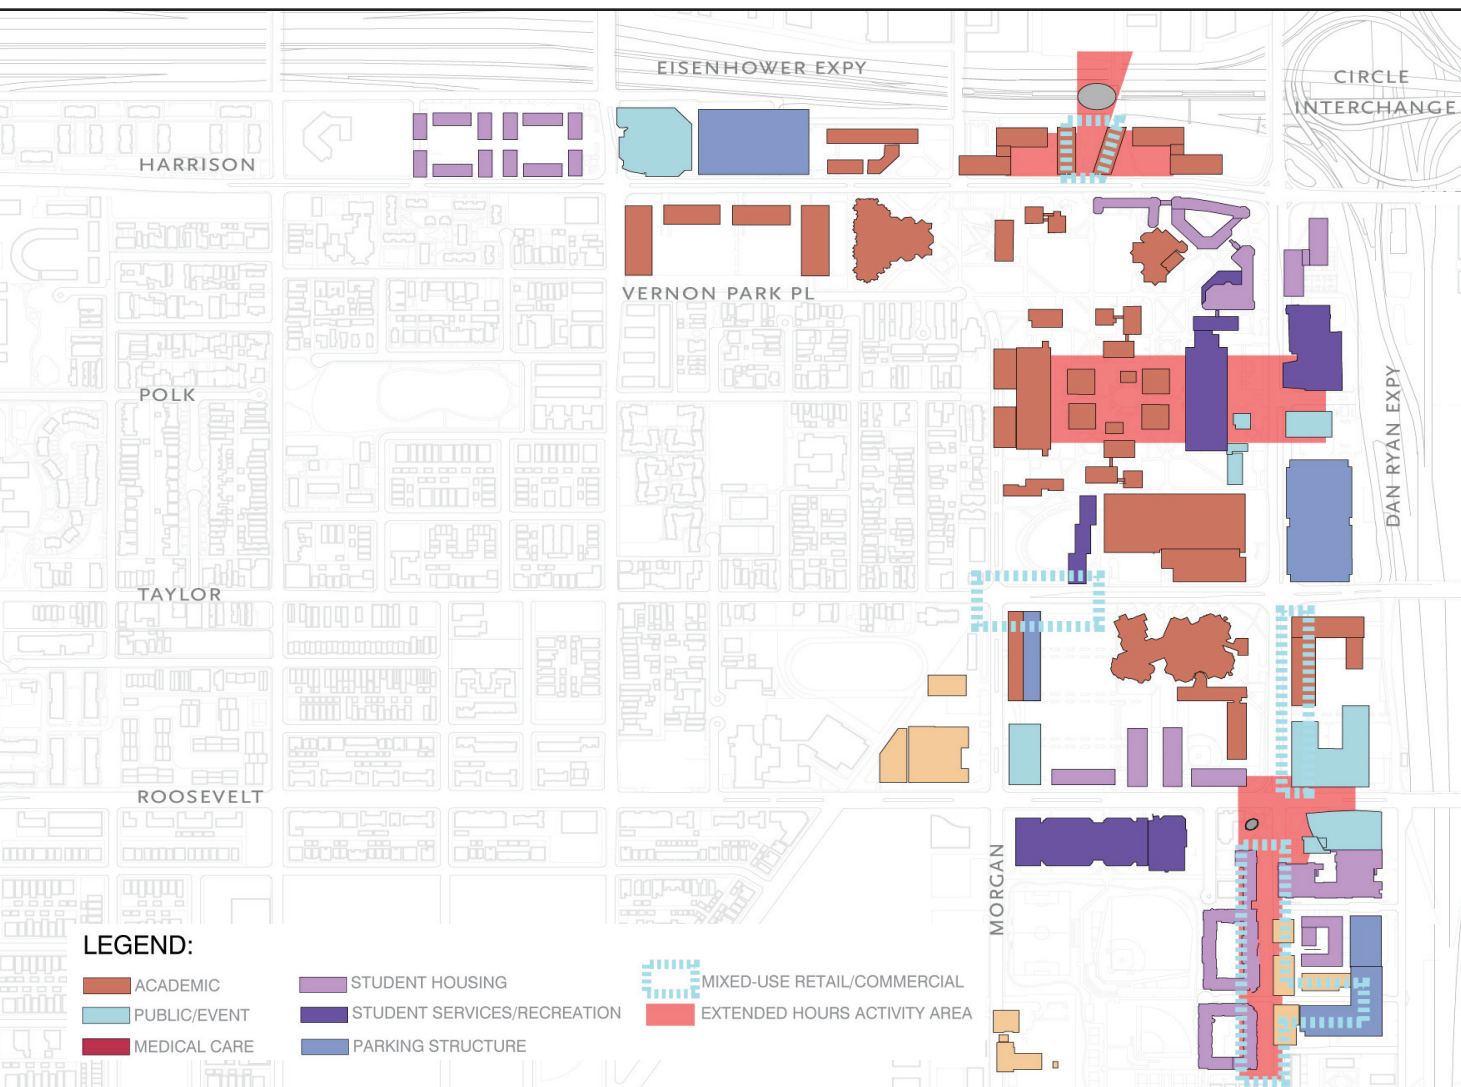 EISENHOWER EXPY
CIRCLE
INTERCHANGE
HARRISON
VERNON PARK PL
POLK
DAN RYAN EXPY
TAYLOR
ROOSEVELT
MORGAN
LEGEND:
ACADEMIC
PUBLIC/EVENT
MEDICAL CARE
STUDENT HOUSING
STUDENT SERVICES/RECREATION
PARKING STRUCTURE
MIXED-USE RETAIL/COMMERCIAL
EXTENDED HOURS ACTIVITY AREA